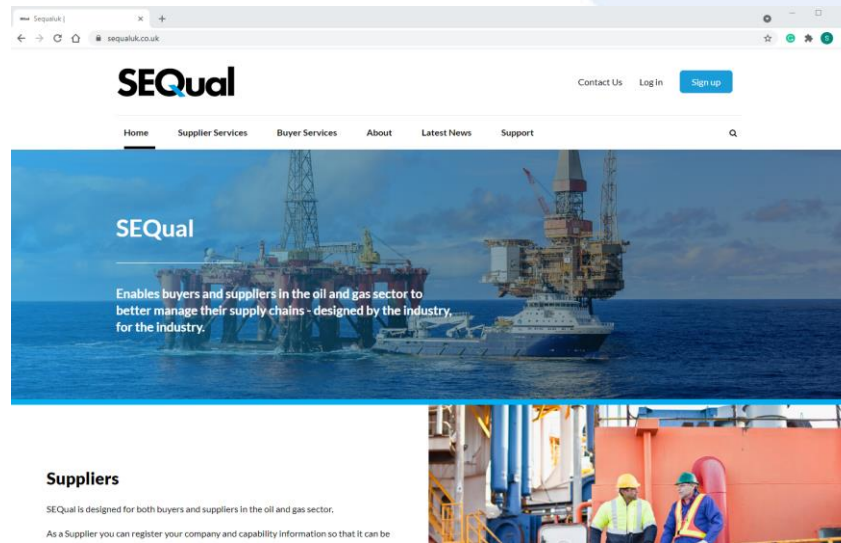 Sequaluk |
sequaluk.co.uk
SEQual
Contact Us Log in Sign up
Home Supplier Services Buyer Services About Latest News Support
SEQual
Enables buyers and suppliers in the oil and gas sector to
better manage their supply chains - designed by the industry,
for the industry.
Suppliers
SEQual is designed for both buyers and suppliers in the oil and gas sector.
As a Supplier you can register your company and capability information so that it can be